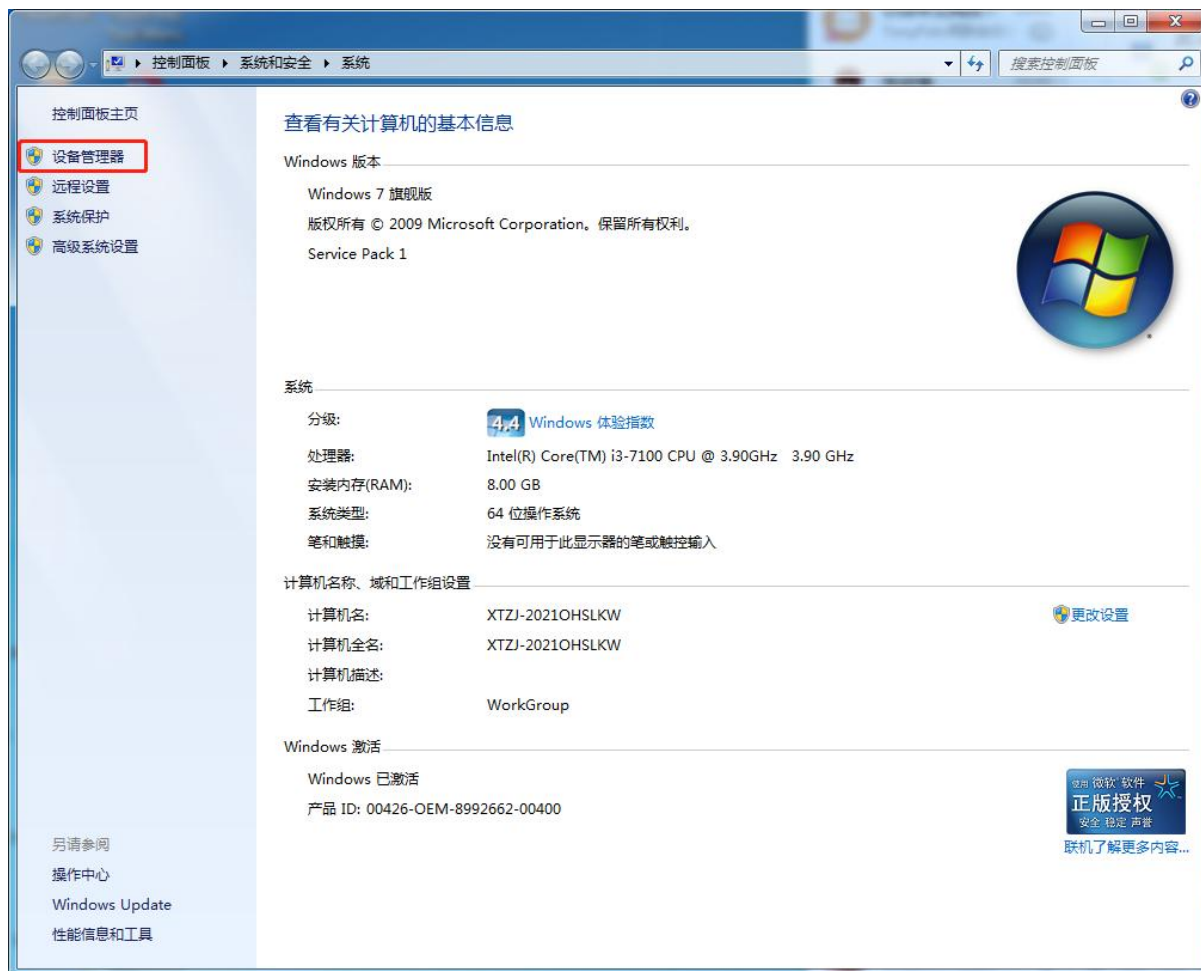 控制面板 ▸ 系统和安全 ▸ 系统
搜索控制面板
控制面板主页
设备管理器
远程设置
系统保护
高级系统设置
查看有关计算机的基本信息
Windows 版本
Windows 7 旗舰版
版权所有 © 2009 Microsoft Corporation。保留所有权利。
Service Pack 1
系统
分级: 4.4 Windows 体验指数
处理器: Intel(R) Core(TM) i3-7100 CPU @ 3.90GHz 3.90 GHz
安装内存(RAM): 8.00 GB
系统类型: 64 位操作系统
笔和触摸: 没有可用于此显示器的笔或触控输入
计算机名称、域和工作组设置
计算机名: XTZJ-2021OHSLKW 更改设置
计算机全名: XTZJ-2021OHSLKW
计算机描述:
工作组: WorkGroup
Windows 激活
Windows 已激活
产品 ID: 00426-OEM-8992662-00400
使用 微软 软件
正版授权
安全 稳定 声誉
联机了解更多内容...
另请参阅
操作中心
Windows Update
性能信息和工具